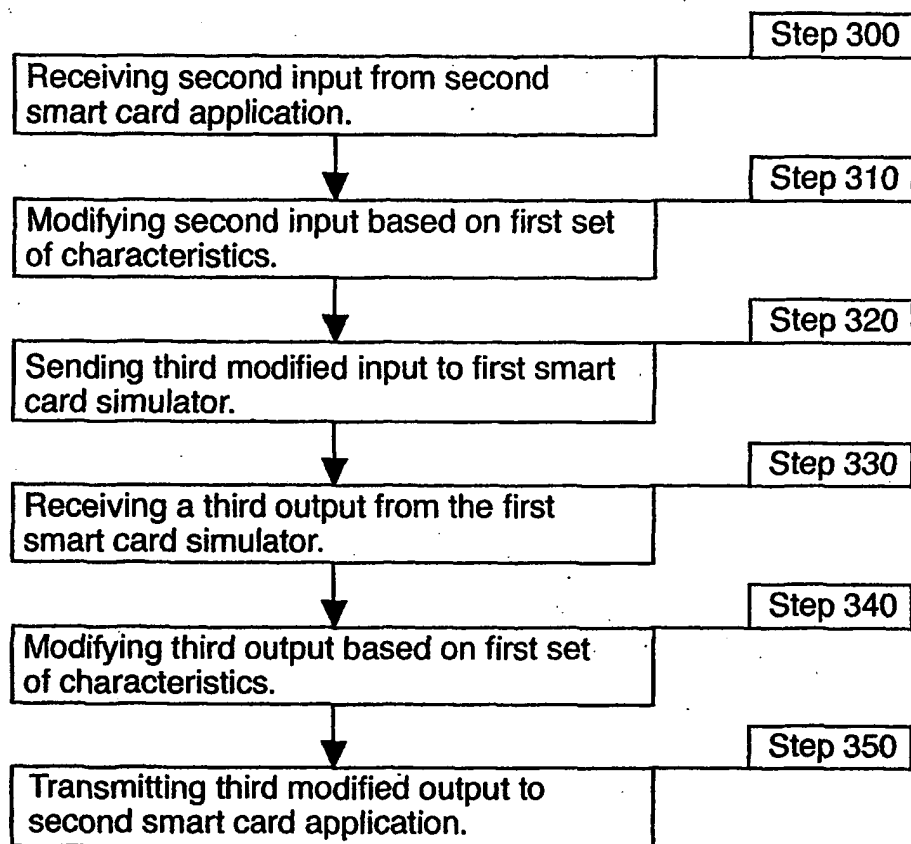 Step 300
Receiving second input from second
smart card application.
Step 310
Modifying second input based on first set
of characteristics.
Step 320
Sending third modified input to first smart
card simulator.
Step 330
Receiving a third output from the first
smart card simulator.
Step 340
Modifying third output based on first set
of characteristics.
Step 350
Transmitting third modified output to
second smart card application.